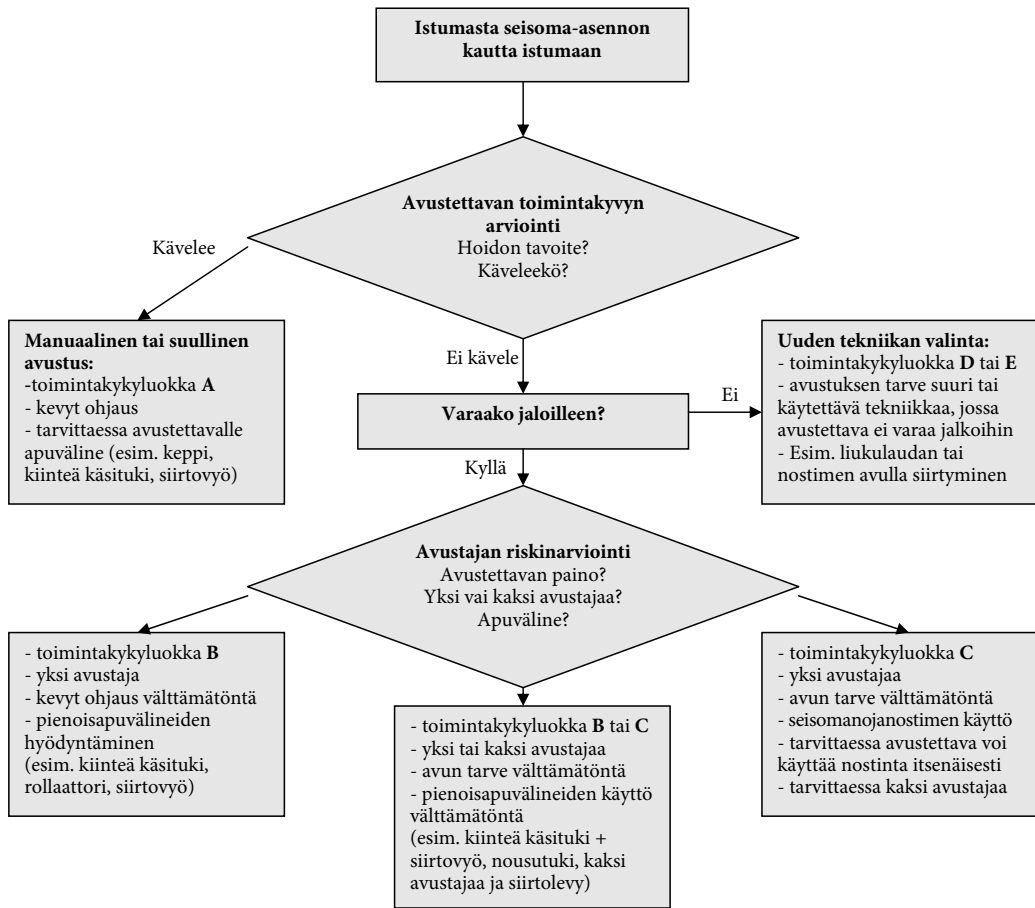 Istumasta seisoma-asennon
kautta istumaan
Avustettavan toimintakyvyn
arviointi
Hoidon tavoite?
Käveleekö?
Kävelee
Manuaalinen tai suullinen
avustus:
-toimintakykyluokka A
- kevyt ohjaus
- tarvittaessa avustettavalle
apuväline (esim. keppi,
kiinteä käsituki, siirtovyö)
Ei kävele
Varaako jaloilleen?
Ei
Uuden tekniikan valinta:
- toimintakykyluokka D tai E
- avustuksen tarve suuri tai
käytettävä tekniikkaa, jossa
avustettava ei varaa jalkoihin
- Esim. liukulaudan tai
nostimen avulla siirtyminen
Kyllä
Avustajan riskinarviointi
Avustettavan paino?
Yksi vai kaksi avustajaa?
Apuväline?
- toimintakykyluokka B
- yksi avustaja
- kevyt ohjaus välttämätöntä
- pienoisapuvälineiden
hyödyntäminen
(esim. kiinteä käsituki,
rollaattori, siirtovyö)
- toimintakykyluokka B tai C
- yksi tai kaksi avustajaa
- avun tarve välttämätöntä
- pienoisapuvälineiden käyttö
välttämätöntä
(esim. kiinteä käsituki +
siirtovyö, nousutuki, kaksi
avustajaa ja siirtolevy)
- toimintakykyluokka C
- yksi avustajaa
- avun tarve välttämätöntä
- seisomanojanostimen käyttö
- tarvittaessa avustettava voi
käyttää nostinta itsenäisesti
- tarvittaessa kaksi avustajaa